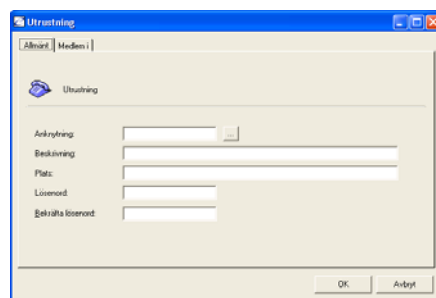 Utrustning
Allmänt Medlem i
Utrustning
Anknytning:
...
Beskrivning:
Plats:
Lösenord:
Bekräfta lösenord:
OK Avbryt